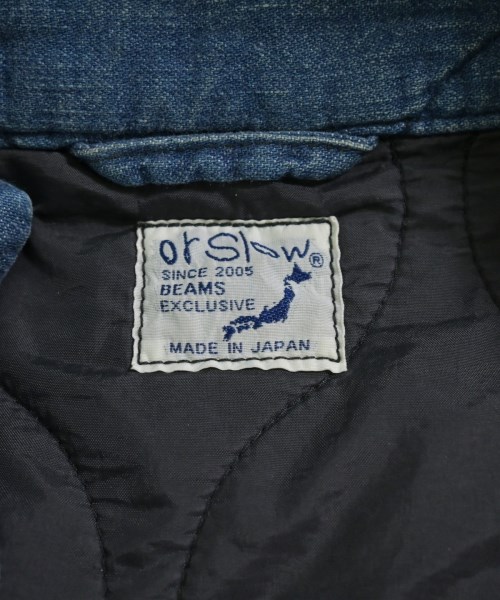 orslow®
SINCE 2005
BEAMS
EXCLUSIVE
MADE IN JAPAN